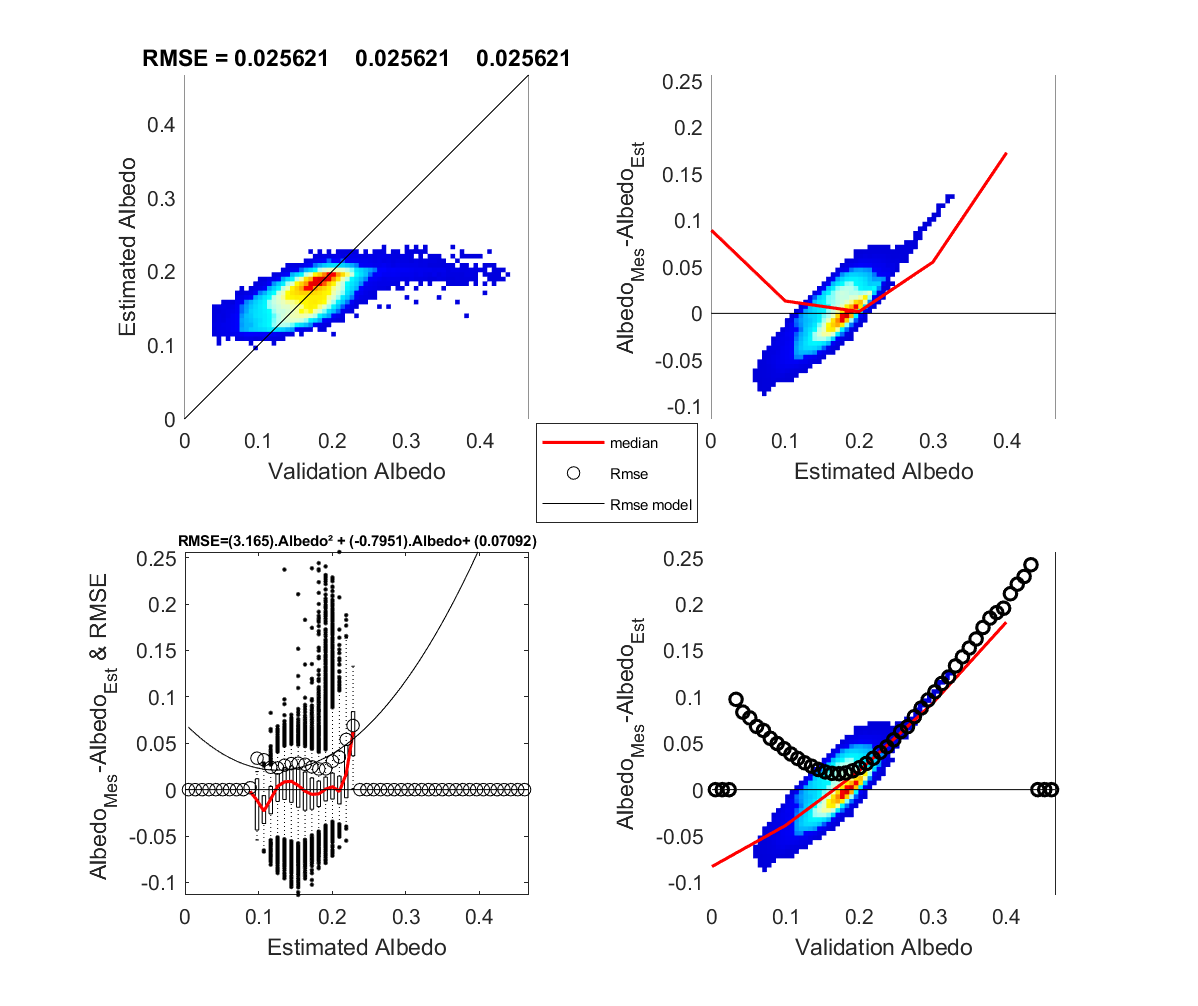 RMSE = 0.025621 0.025621 0.025621
0.4
0.3
0.2
0.1
0
0 0.1 0.2 0.3 0.4
Estimated Albedo
Validation Albedo
0.25
0.2
0.15
0.1
0.05
0
-0.05
-0.1
0 0.1 0.2 0.3 0.4
Albedo_Mes-Albedo_Est
Estimated Albedo
median
Rmse
Rmse model
RMSE=(3.165).Albedo² + (-0.7951).Albedo+ (0.07092)
0.25
0.2
0.15
0.1
0.05
0
-0.05
-0.1
0 0.1 0.2 0.3 0.4
Albedo_Mes-Albedo_Est & RMSE
Estimated Albedo
0.25
0.2
0.15
0.1
0.05
0
-0.05
-0.1
0 0.1 0.2 0.3 0.4
Albedo_Mes-Albedo_Est
Validation Albedo